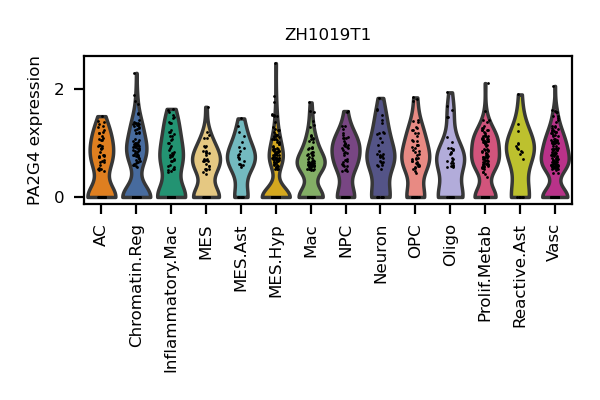 ZH1019T1
PA2G4 expression
2
0
AC
Chromatin.Reg
Inflammatory.Mac
MES
MES.Ast
MES.Hyp
Mac
NPC
Neuron
OPC
Oligo
Prolif.Metab
Reactive.Ast
Vasc